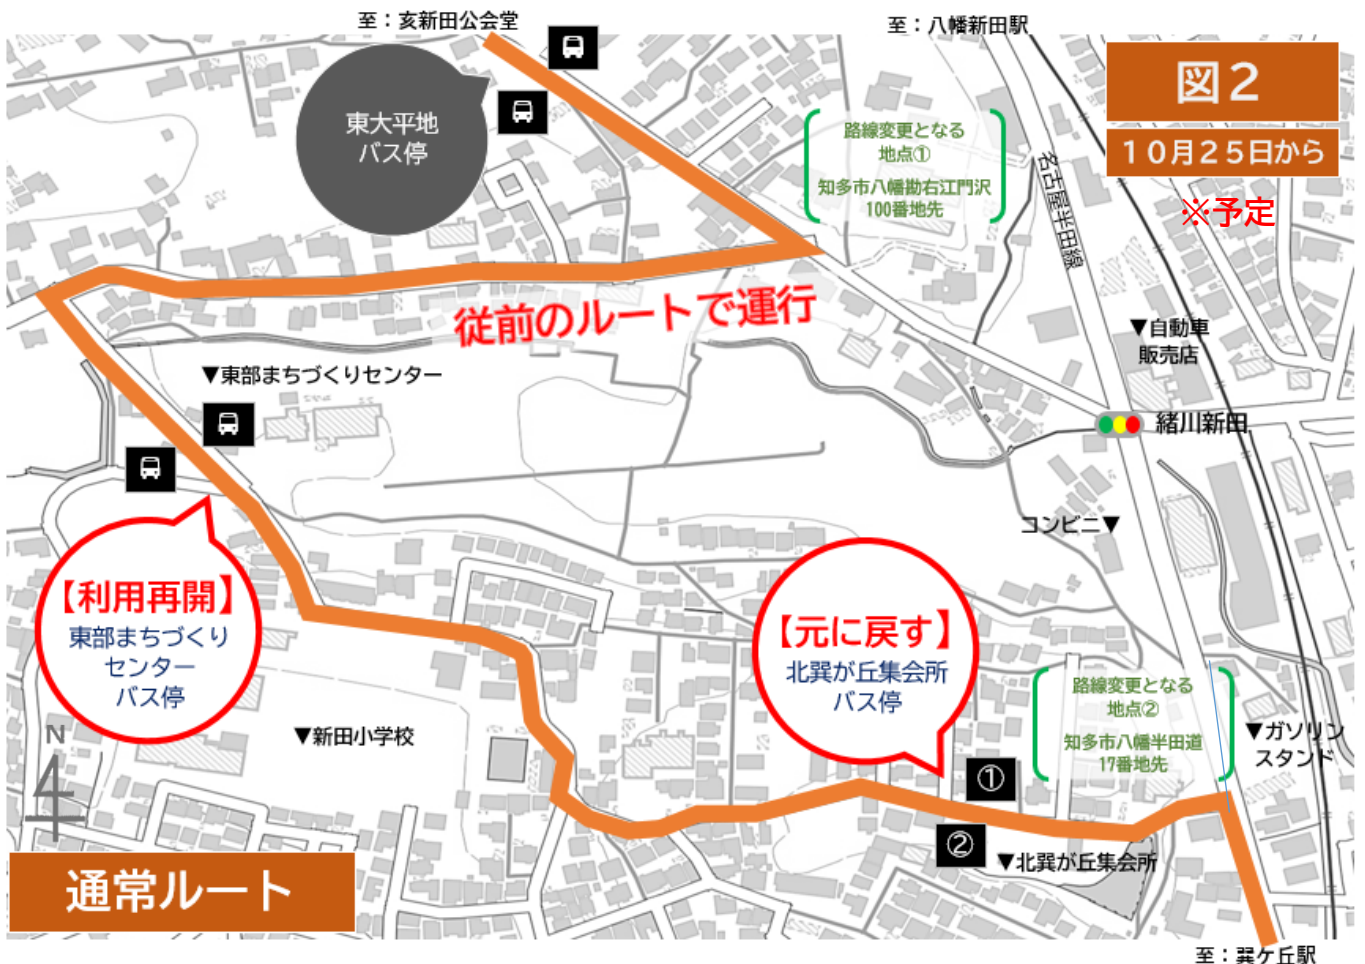 至：亥新田公会堂
至：八幡新田駅
図２
１０月２５日から
※予定
東大平地
バス停
路線変更となる
地点①
知多市八幡勘右江門沢
100番地先
名古屋半田線
従前のルートで運行
▼自動車
販売店
▼東部まちづくりセンター
緒川新田
コンビニ▼
【利用再開】
東部まちづくり
センター
バス停
【元に戻す】
北巽が丘集会所
バス停
路線変更となる
地点②
知多市八幡半田道
17番地先
▼ガソリン
スタンド
▼新田小学校
N
①
②
▼北巽が丘集会所
通常ルート
至：巽ケ丘駅